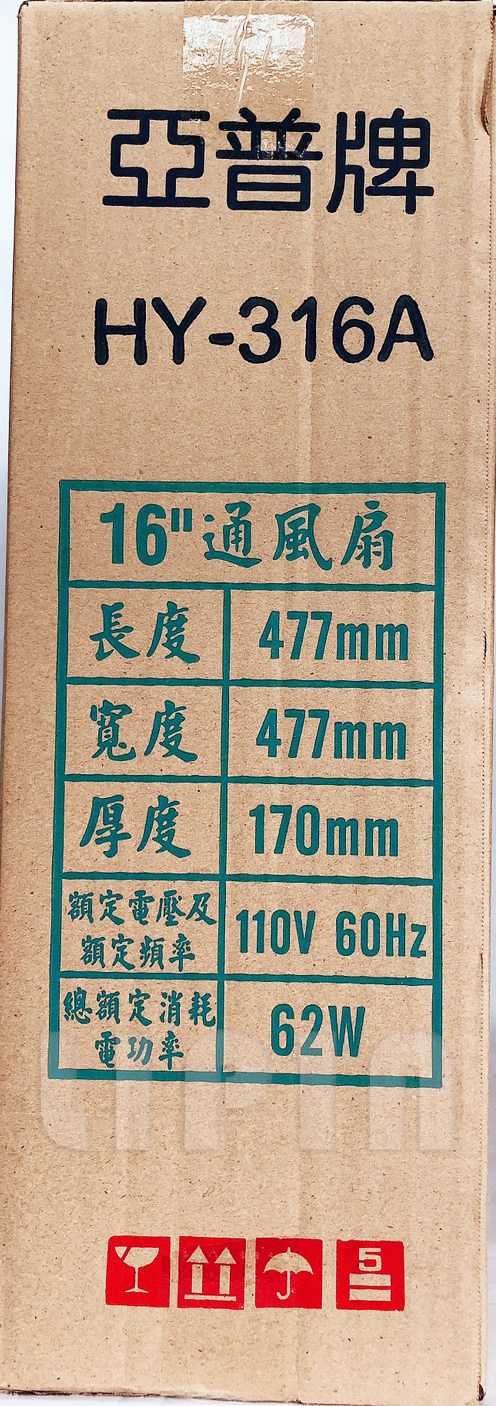 亞普牌
HY-316A
16"通風扇
長度 477mm
寬度 477mm
厚度 170mm
額定電壓及
額定頻率 110V 60Hz
總額定消耗
電功率 62W
5